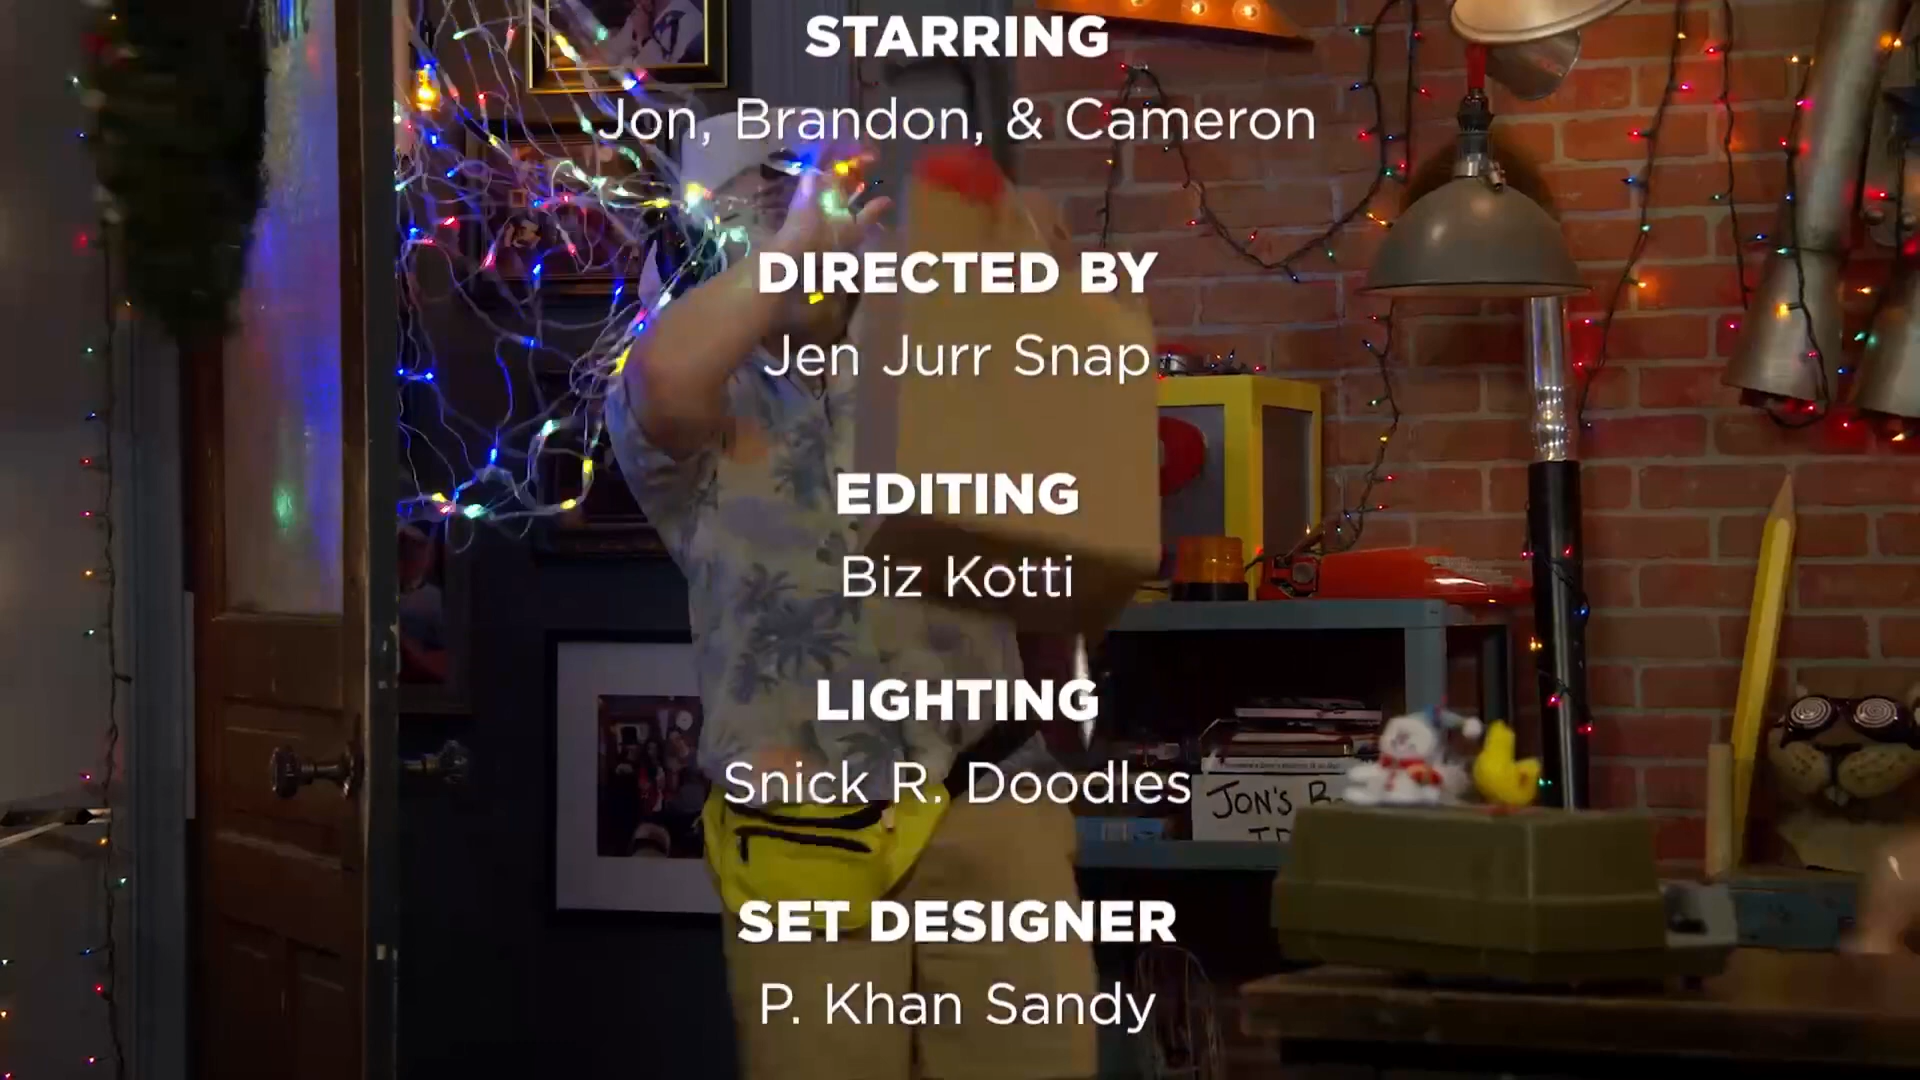 STARRING
Jon, Brandon, & Cameron
DIRECTED BY
Jen Jurr Snap
EDITING
Biz Kotti
LIGHTING
Snick R. Doodles
JON'S
SET DESIGNER
P. Khan Sandy